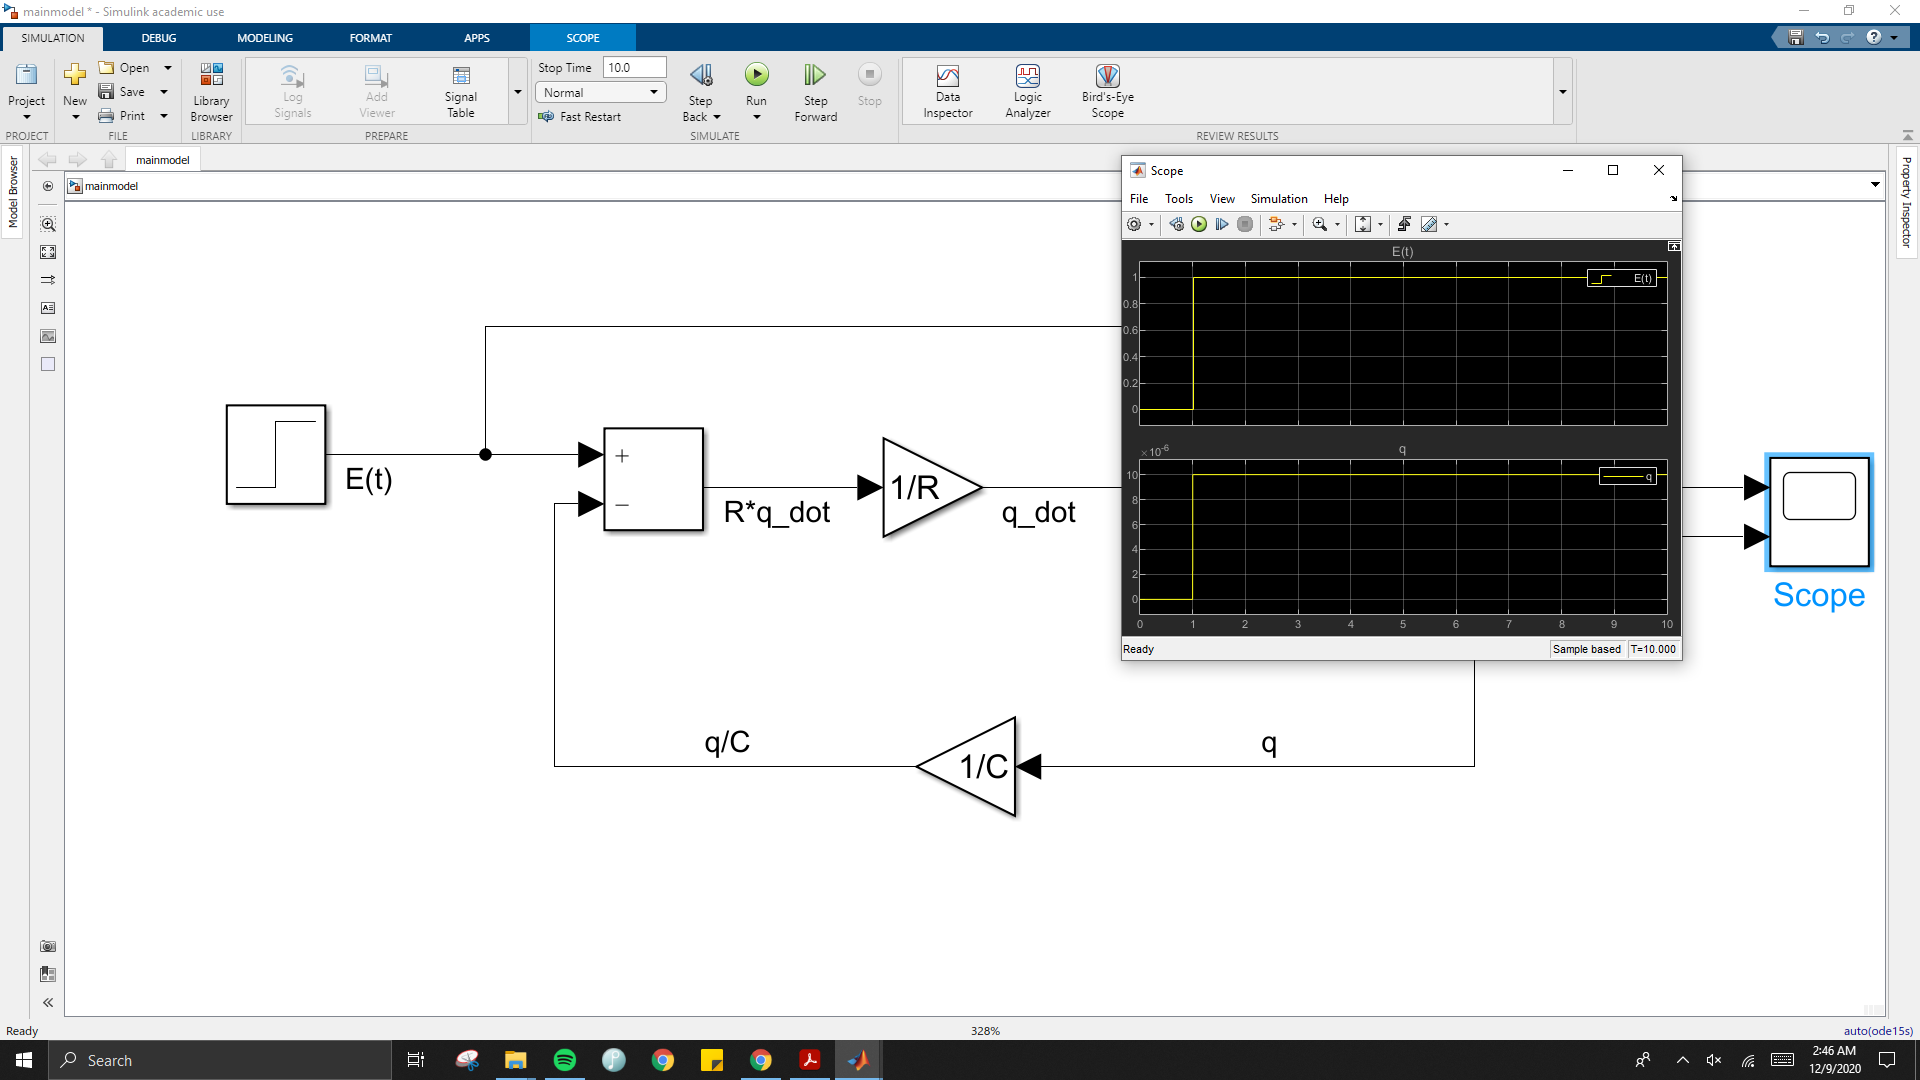 mainmodel * - Simulink academic use
SIMULATION DEBUG MODELING FORMAT APPS SCOPE
Project
PROJECT
New
Open
Save
Print
FILE
Library Browser
LIBRARY
Log Signals
Add Viewer
Signal Table
PREPARE
Stop Time 10.0
Normal
Fast Restart
Step Back
Run
Step Forward
Stop
SIMULATE
Data Inspector
Logic Analyzer
Bird's-Eye Scope
REVIEW RESULTS
Model Browser
mainmodel
mainmodel
Property Inspector
E(t)
+
−
R*q_dot
1/R
q_dot
q/C
1/C
q
Scope
Scope
File Tools View Simulation Help
E(t)
1
0.8
0.6
0.4
0.2
0
E(t)
×10-6
q
10
8
6
4
2
0
q
0 1 2 3 4 5 6 7 8 9 10
Ready Sample based T=10.000
Ready 328% auto(ode15s)
Search
2:46 AM
12/9/2020